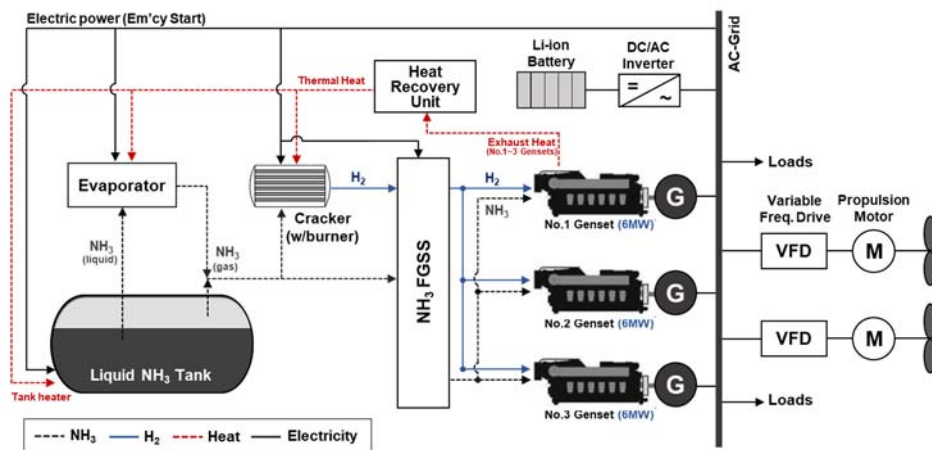 Electric power (Em'cy Start)
Li-ion
Battery
DC/AC
Inverter
AC-Grid
=
~
Thermal Heat
Heat
Recovery
Unit
Exhaust Heat
(No.1~3 Gensets)
Evaporator
H₂
Cracker
(w/burner)
NH₃
(liquid)
NH₃
(gas)
NH₃ FGSS
H₂
NH₃
G
No.1 Genset (6MW)
G
No.2 Genset (6MW)
G
No.3 Genset (6MW)
Loads
Variable
Freq. Drive
Propulsion
Motor
VFD
M
VFD
M
Loads
Liquid NH₃ Tank
Tank heater
NH₃
H₂
Heat
Electricity